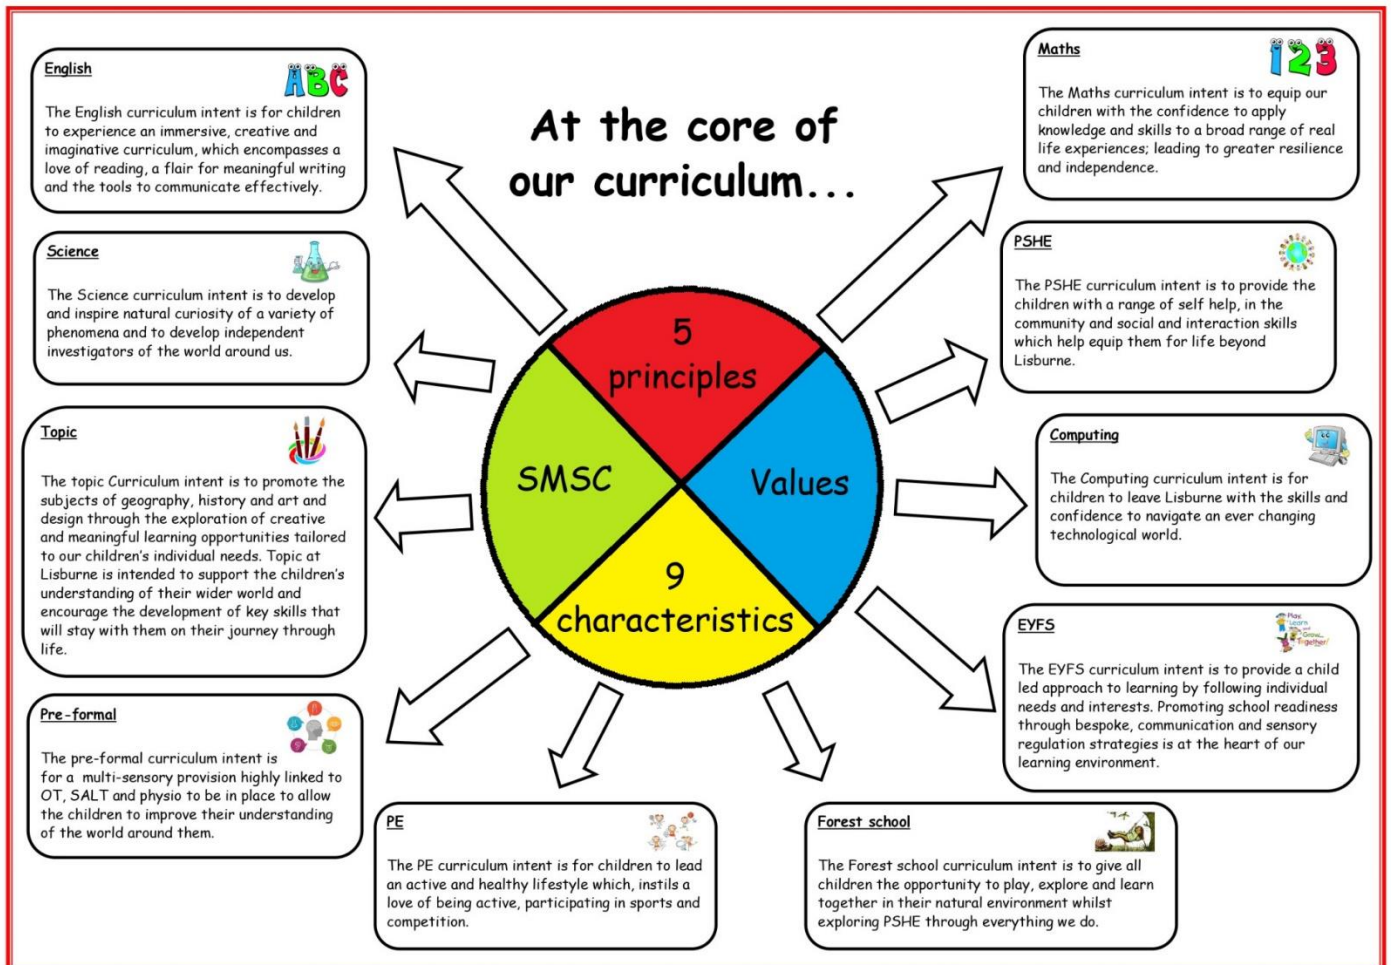 At the core of
our curriculum...
English
ABC
The English curriculum intent is for children
to experience an immersive, creative and
imaginative curriculum, which encompasses a
love of reading, a flair for meaningful writing
and the tools to communicate effectively.
Science
The Science curriculum intent is to develop
and inspire natural curiosity of a variety of
phenomena and to develop independent
investigators of the world around us.
Topic
The topic Curriculum intent is to promote the
subjects of geography, history and art and
design through the exploration of creative
and meaningful learning opportunities tailored
to our children's individual needs. Topic at
Lisburne is intended to support the children's
understanding of their wider world and
encourage the development of key skills that
will stay with them on their journey through
life.
Pre-formal
The pre-formal curriculum intent is
for a multi-sensory provision highly linked to
OT, SALT and physio to be in place to allow
the children to improve their understanding
of the world around them.
5
principles
SMSC
Values
9
characteristics
PE
The PE curriculum intent is for children to lead
an active and healthy lifestyle which, instils a
love of being active, participating in sports and
competition.
Forest school
The Forest school curriculum intent is to give all
children the opportunity to play, explore and learn
together in their natural environment whilst
exploring PSHE through everything we do.
Maths
123
The Maths curriculum intent is to equip our
children with the confidence to apply
knowledge and skills to a broad range of real
life experiences; leading to greater resilience
and independence.
PSHE
The PSHE curriculum intent is to provide the
children with a range of self help, in the
community and social and interaction skills
which help equip them for life beyond
Lisburne.
Computing
The Computing curriculum intent is for
children to leave Lisburne with the skills and
confidence to navigate an ever changing
technological world.
EYFS
Play,
Learn
and
Grow...
Together!
The EYFS curriculum intent is to provide a child
led approach to learning by following individual
needs and interests. Promoting school readiness
through bespoke, communication and sensory
regulation strategies is at the heart of our
learning environment.